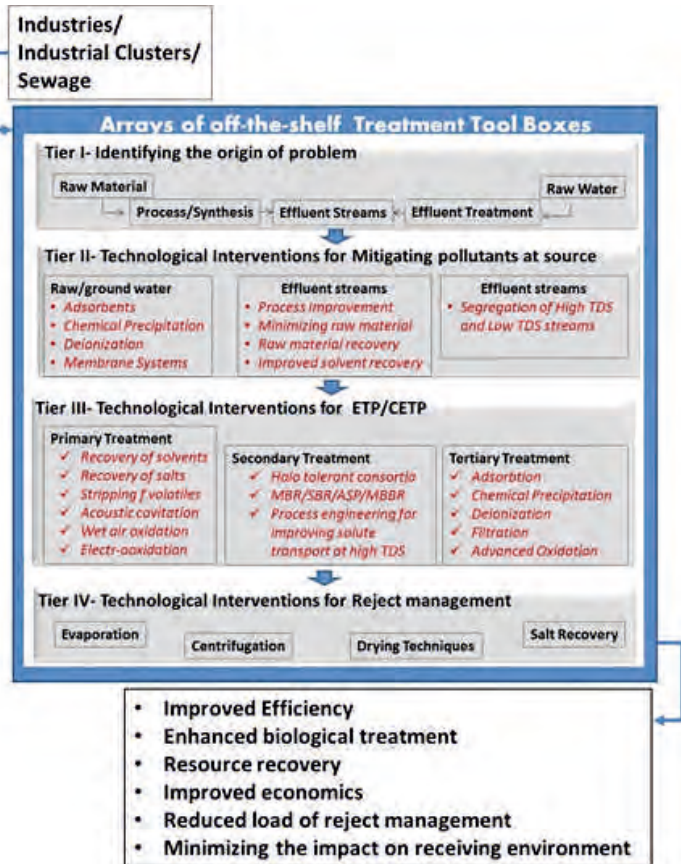 Industries/
Industrial Clusters/
Sewage
Arrays of off-the-shelf Treatment Tool Boxes
Tier I- Identifying the origin of problem
Raw Material
Raw Water
Process/Synthesis
Effluent Streams
Effluent Treatment
Tier II- Technological Interventions for Mitigating pollutants at source
Raw/ground water
• Adsorbents
• Chemical Precipitation
• Deionization
• Membrane Systems
Effluent streams
• Process Improvement
• Minimizing raw material
• Raw material recovery
• Improved solvent recovery
Effluent streams
• Segregation of High TDS
and Low TDS streams
Tier III- Technological Interventions for ETP/CETP
Primary Treatment
✓ Recovery of solvents
✓ Recovery of salts
✓ Stripping f volatiles
✓ Acoustic cavitation
✓ Wet air oxidation
✓ Electr-ooxidation
Secondary Treatment
✓ Halo tolerant consortia
✓ MBR/SBR/ASP/MBBR
✓ Process engineering for
improving solute
transport at high TDS
Tertiary Treatment
✓ Adsorbtion
✓ Chemical Precipitation
✓ Deionization
✓ Filtration
✓ Advanced Oxidation
Tier IV- Technological Interventions for Reject management
Evaporation
Centrifugation
Drying Techniques
Salt Recovery
• Improved Efficiency
• Enhanced biological treatment
• Resource recovery
• Improved economics
• Reduced load of reject management
• Minimizing the impact on receiving environment